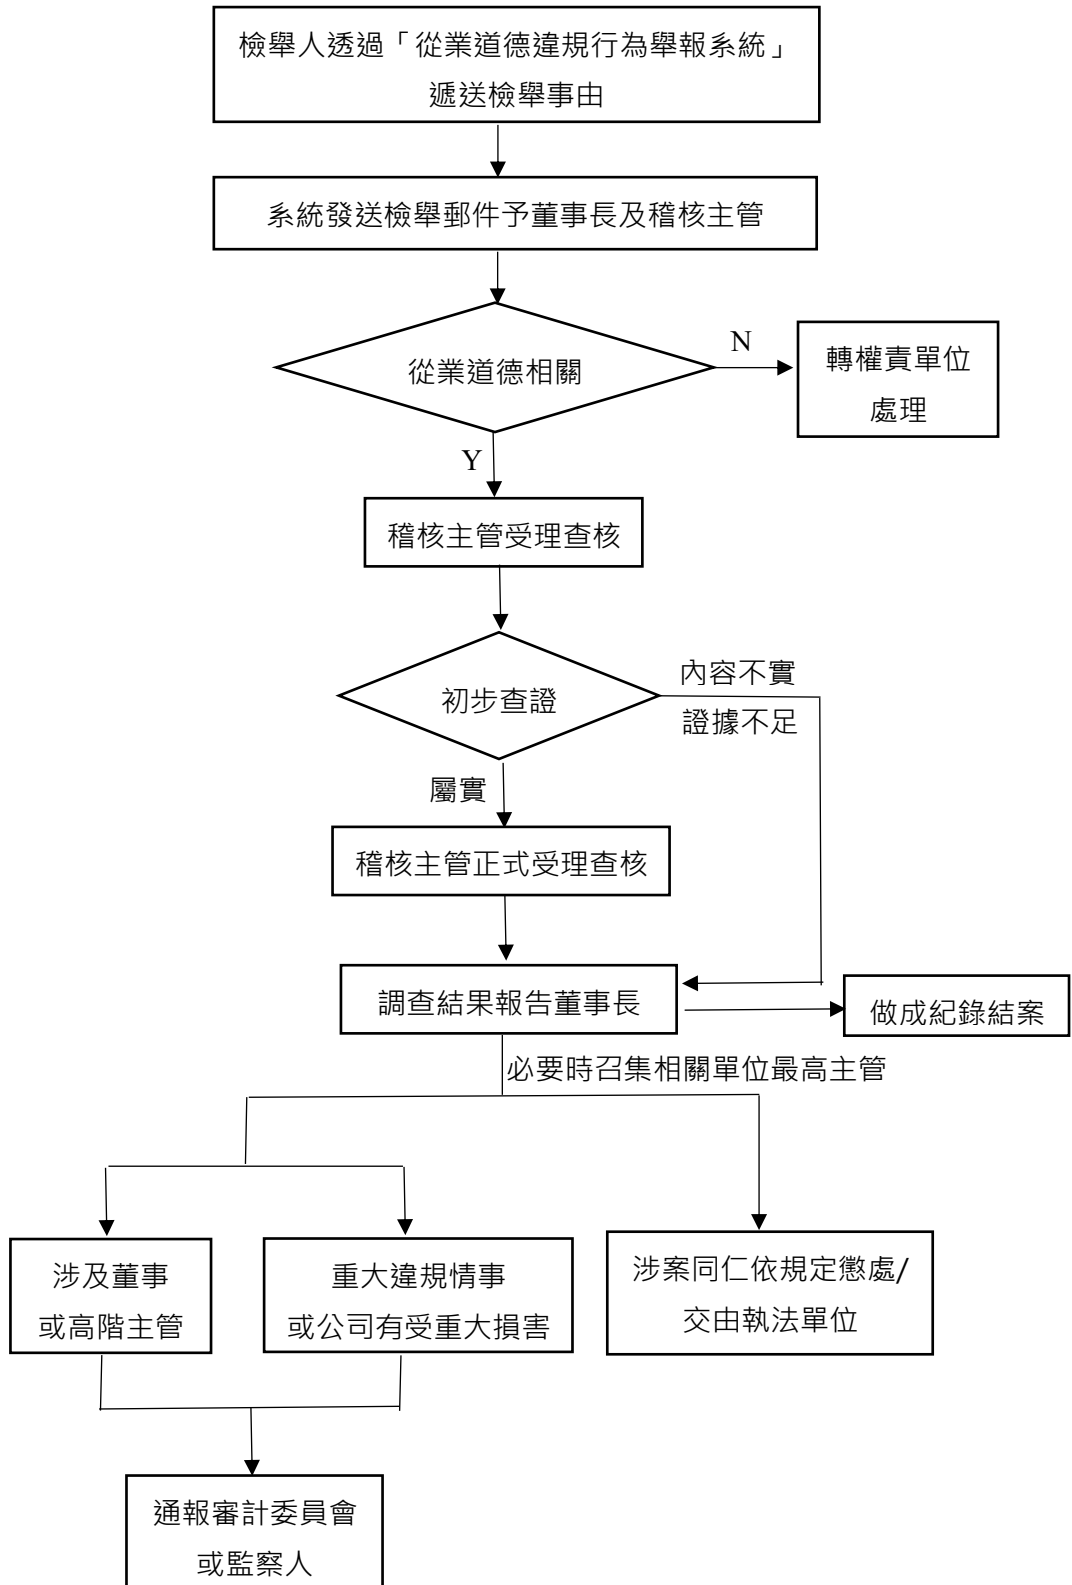 檢舉人透過「從業道德違規行為舉報系統」
遞送檢舉事由
系統發送檢舉郵件予董事長及稽核主管
從業道德相關
N
轉權責單位
處理
Y
稽核主管受理查核
初步查證
內容不實
證據不足
屬實
稽核主管正式受理查核
調查結果報告董事長
做成紀錄結案
必要時召集相關單位最高主管
涉及董事
或高階主管
重大違規情事
或公司有受重大損害
涉案同仁依規定懲處/
交由執法單位
通報審計委員會
或監察人